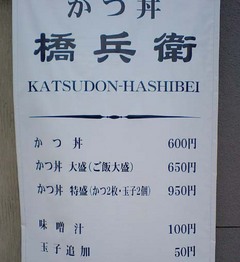 かつ丼
橋兵衛
KATSUDON-HASHIBEI
かつ丼 600円
かつ丼 大盛(ご飯大盛) 650円
かつ丼 特盛(かつ2枚・玉子2個) 950円
味噌汁 100円
玉子追加 50円